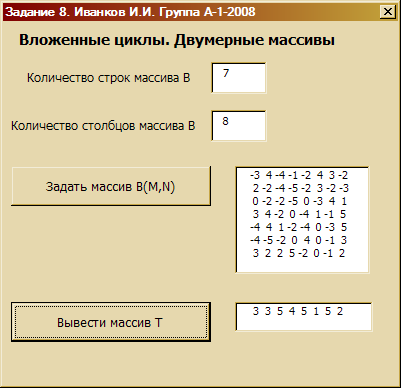 Задание 8. Иванков И.И. Группа А-1-2008
Вложенные циклы. Двумерные массивы
Количество строк массива В
7
Количество столбцов массива В
8
Задать массив В(M,N)
-3 4 -4 -1 -2 4 3 -2
2 -2 -4 -5 -2 3 -2 -3
0 -2 -2 -5 0 -3 4 1
3 4 -2 0 -4 1 -1 5
-4 4 1 -2 -4 0 -3 5
-4 -5 -2 0 4 0 -1 3
3 2 2 5 -2 0 -1 2
Вывести массив Т
3 3 5 4 5 1 5 2